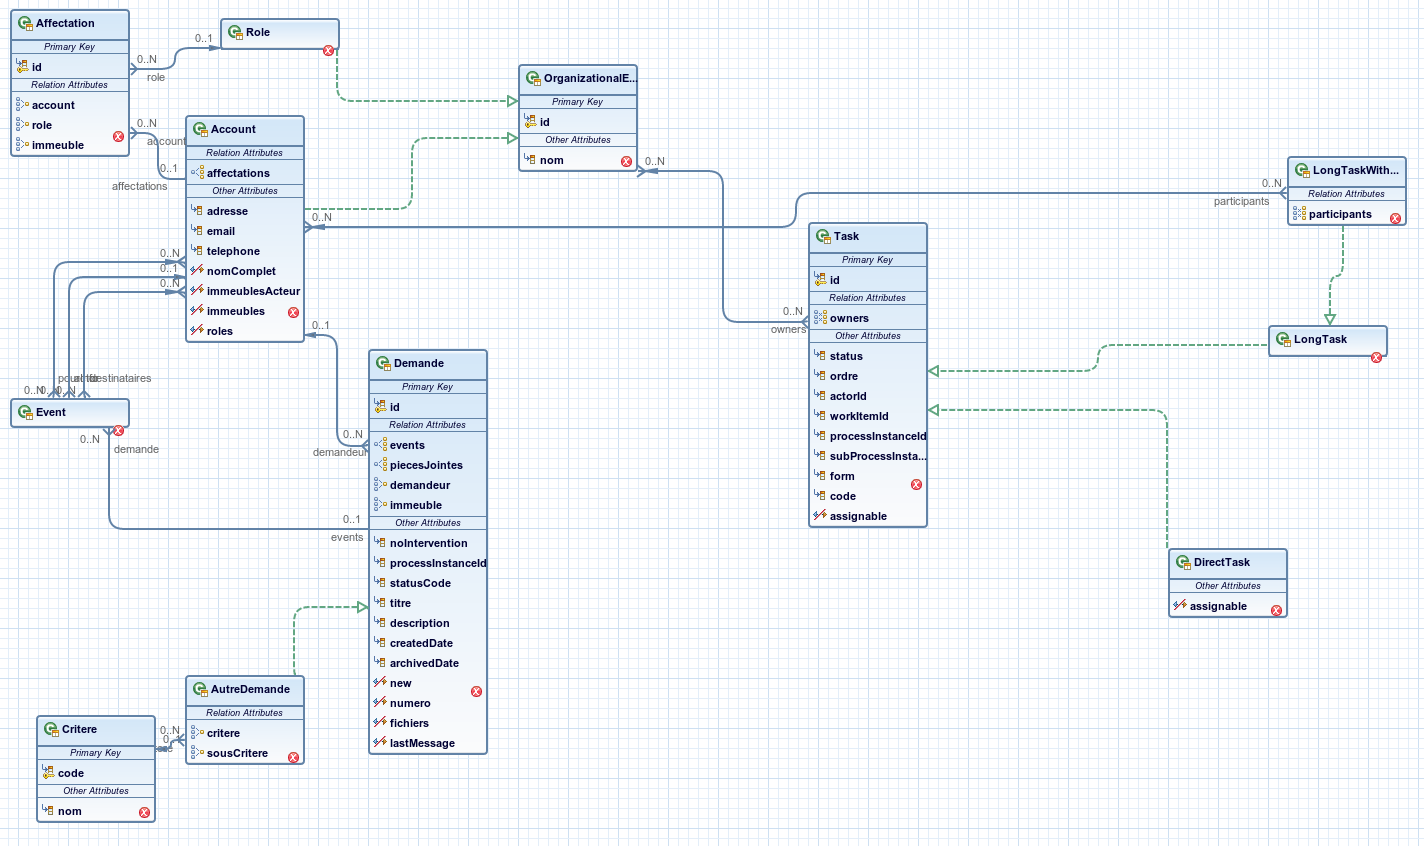 Affectation
Primary Key
id
Relation Attributes
account
role
immeuble
0..N
role
0..1
0..N
account
0..1
affectations
Role
Account
Relation Attributes
affectations
Other Attributes
adresse
email
telephone
nomComplet
immeublesActeur
immeubles
roles
0..N
0..N
0..1
0..N
0..1
OrganizationalE...
Primary Key
id
Other Attributes
nom
0..N
LongTaskWith...
Relation Attributes
participants
0..N
participants
Task
Primary Key
id
Relation Attributes
owners
Other Attributes
status
ordre
actorId
workItemId
processInstanceId
subProcessInsta...
form
code
assignable
0..N
owners
LongTask
DirectTask
Other Attributes
assignable
destinataires
0..N
0..N
Event
0..N
demande
Demande
Primary Key
id
Relation Attributes
events
piecesJointes
demandeur
immeuble
Other Attributes
noIntervention
processInstanceId
statusCode
titre
description
createdDate
archivedDate
new
numero
fichiers
lastMessage
0..N
demandeur
0..1
events
AutreDemande
Relation Attributes
critere
sousCritere
0..N
Critere
Primary Key
code
Other Attributes
nom